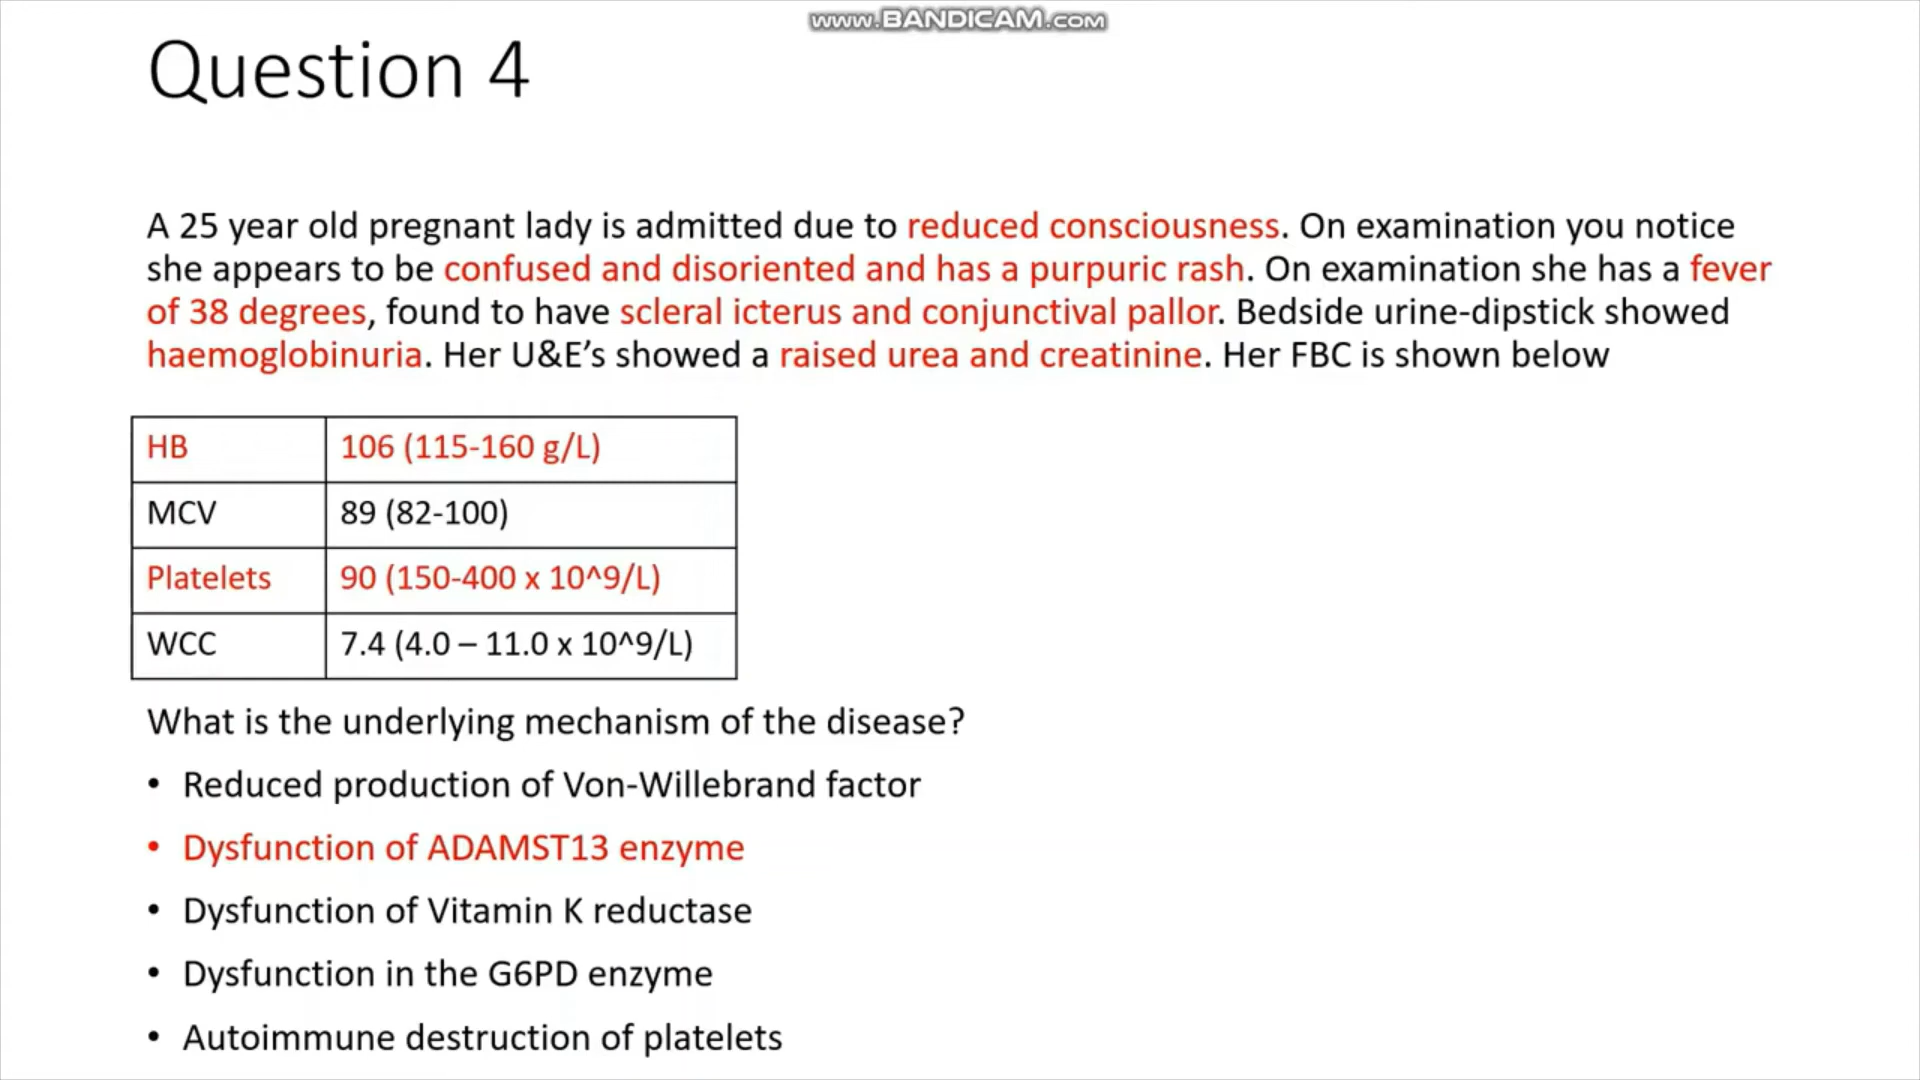 www.BANDICAM.com
Question 4
A 25 year old pregnant lady is admitted due to reduced consciousness. On examination you notice
she appears to be confused and disoriented and has a purpuric rash. On examination she has a fever
of 38 degrees, found to have scleral icterus and conjunctival pallor. Bedside urine-dipstick showed
haemoglobinuria. Her U&E’s showed a raised urea and creatinine. Her FBC is shown below
HB 106 (115-160 g/L)
MCV 89 (82-100)
Platelets 90 (150-400 x 10^9/L)
WCC 7.4 (4.0 – 11.0 x 10^9/L)
What is the underlying mechanism of the disease?
• Reduced production of Von-Willebrand factor
• Dysfunction of ADAMST13 enzyme
• Dysfunction of Vitamin K reductase
• Dysfunction in the G6PD enzyme
• Autoimmune destruction of platelets